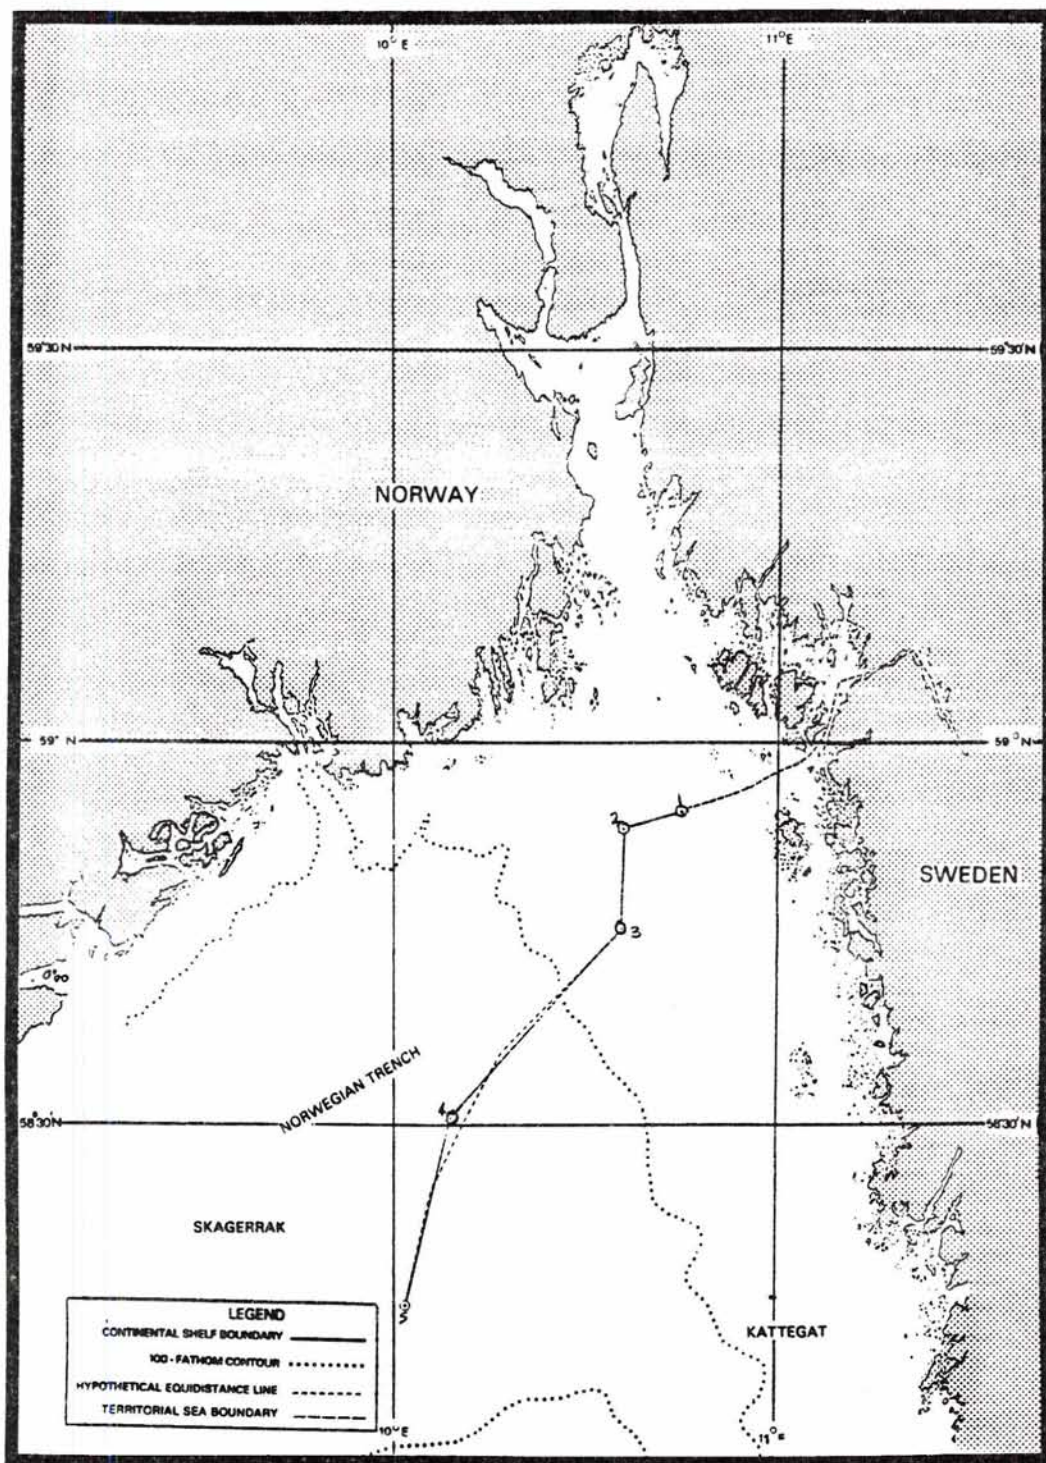 10° E
11° E
59°30'N
59°30'N
NORWAY
59° N
59° N
1
2
SWEDEN
3
NORWEGIAN TRENCH
4
58°30'N
58°30'N
SKAGERRAK
5
KATTEGAT
LEGEND
CONTINENTAL SHELF BOUNDARY
100 - FATHOM CONTOUR
HYPOTHETICAL EQUIDISTANCE LINE
TERRITORIAL SEA BOUNDARY
10° E
11° E